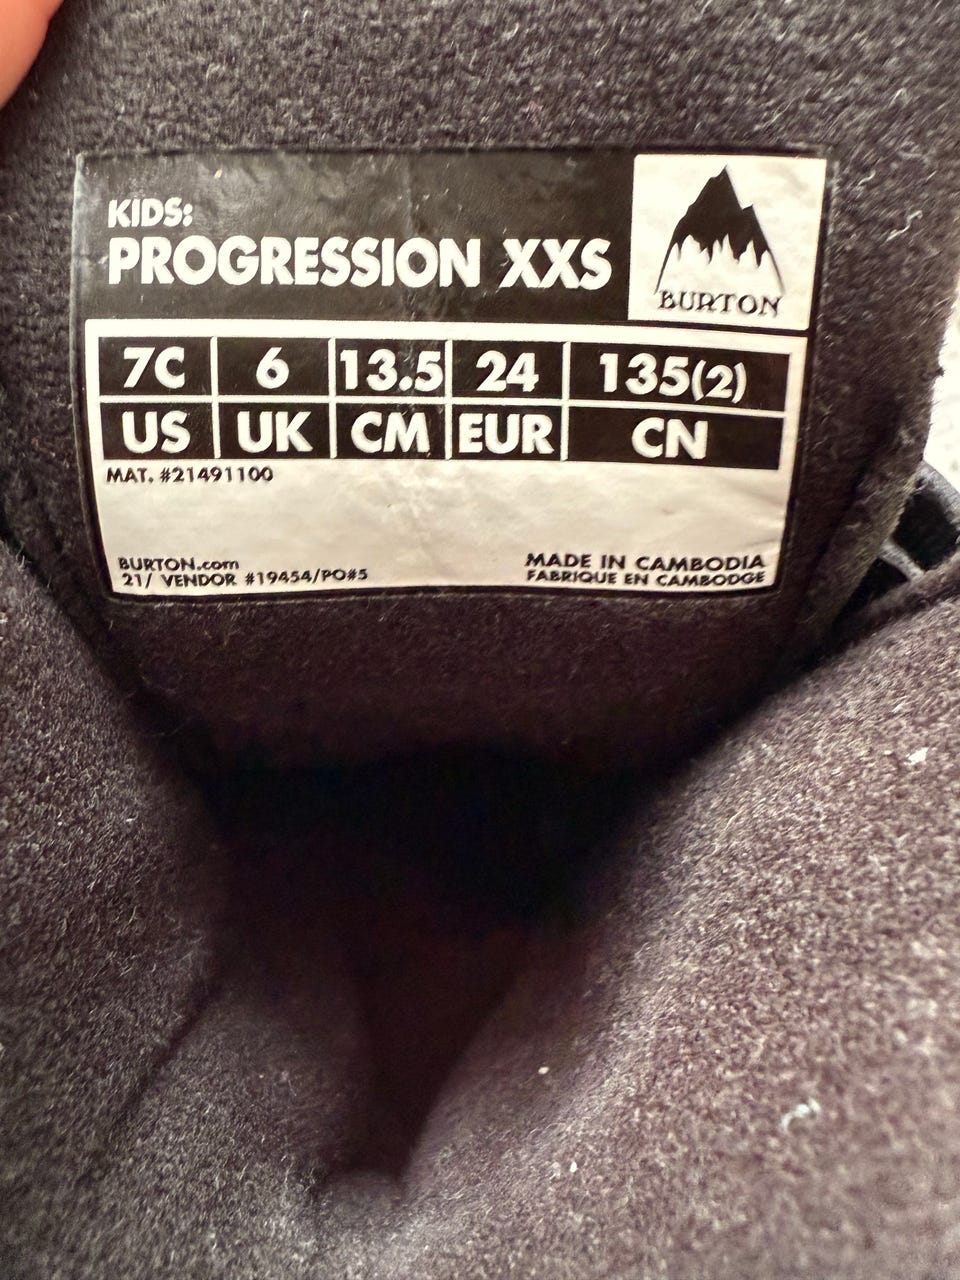 KIDS:
PROGRESSION XXS
BURTON
7C 6 13.5 24 135(2)
US UK CM EUR CN
MAT. #21491100
BURTON.com
21/ VENDOR #19454/PO#5
MADE IN CAMBODIA
FABRIQUE EN CAMBODGE